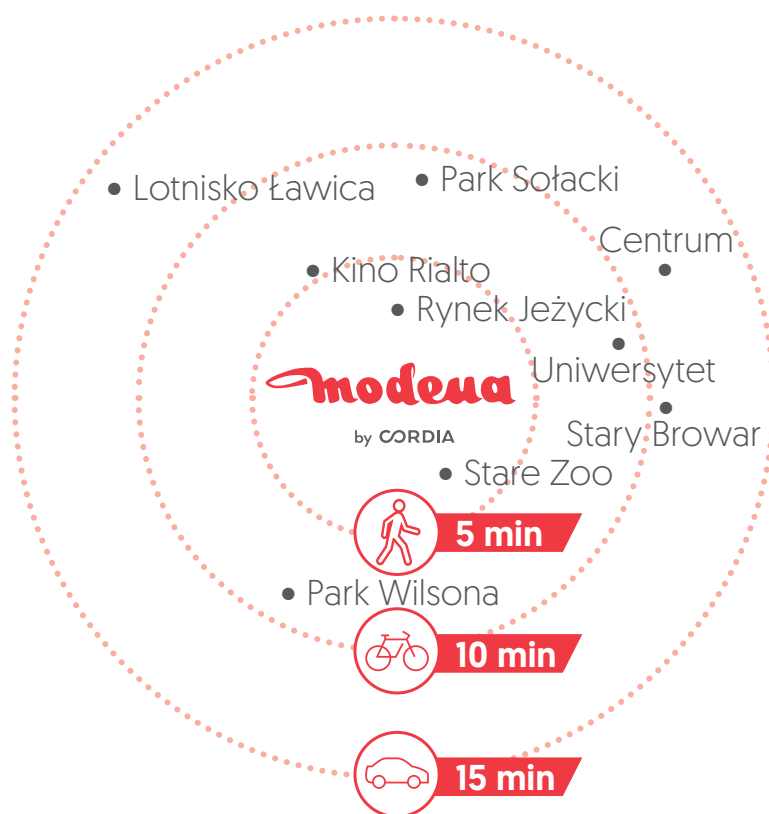 Lotnisko Ławica
Park Sołacki
Centrum
Kino Rialto
Rynek Jeżycki
Uniwersytet
modena
by CORDIA
Stary Browar
Stare Zoo
5 min
Park Wilsona
10 min
15 min